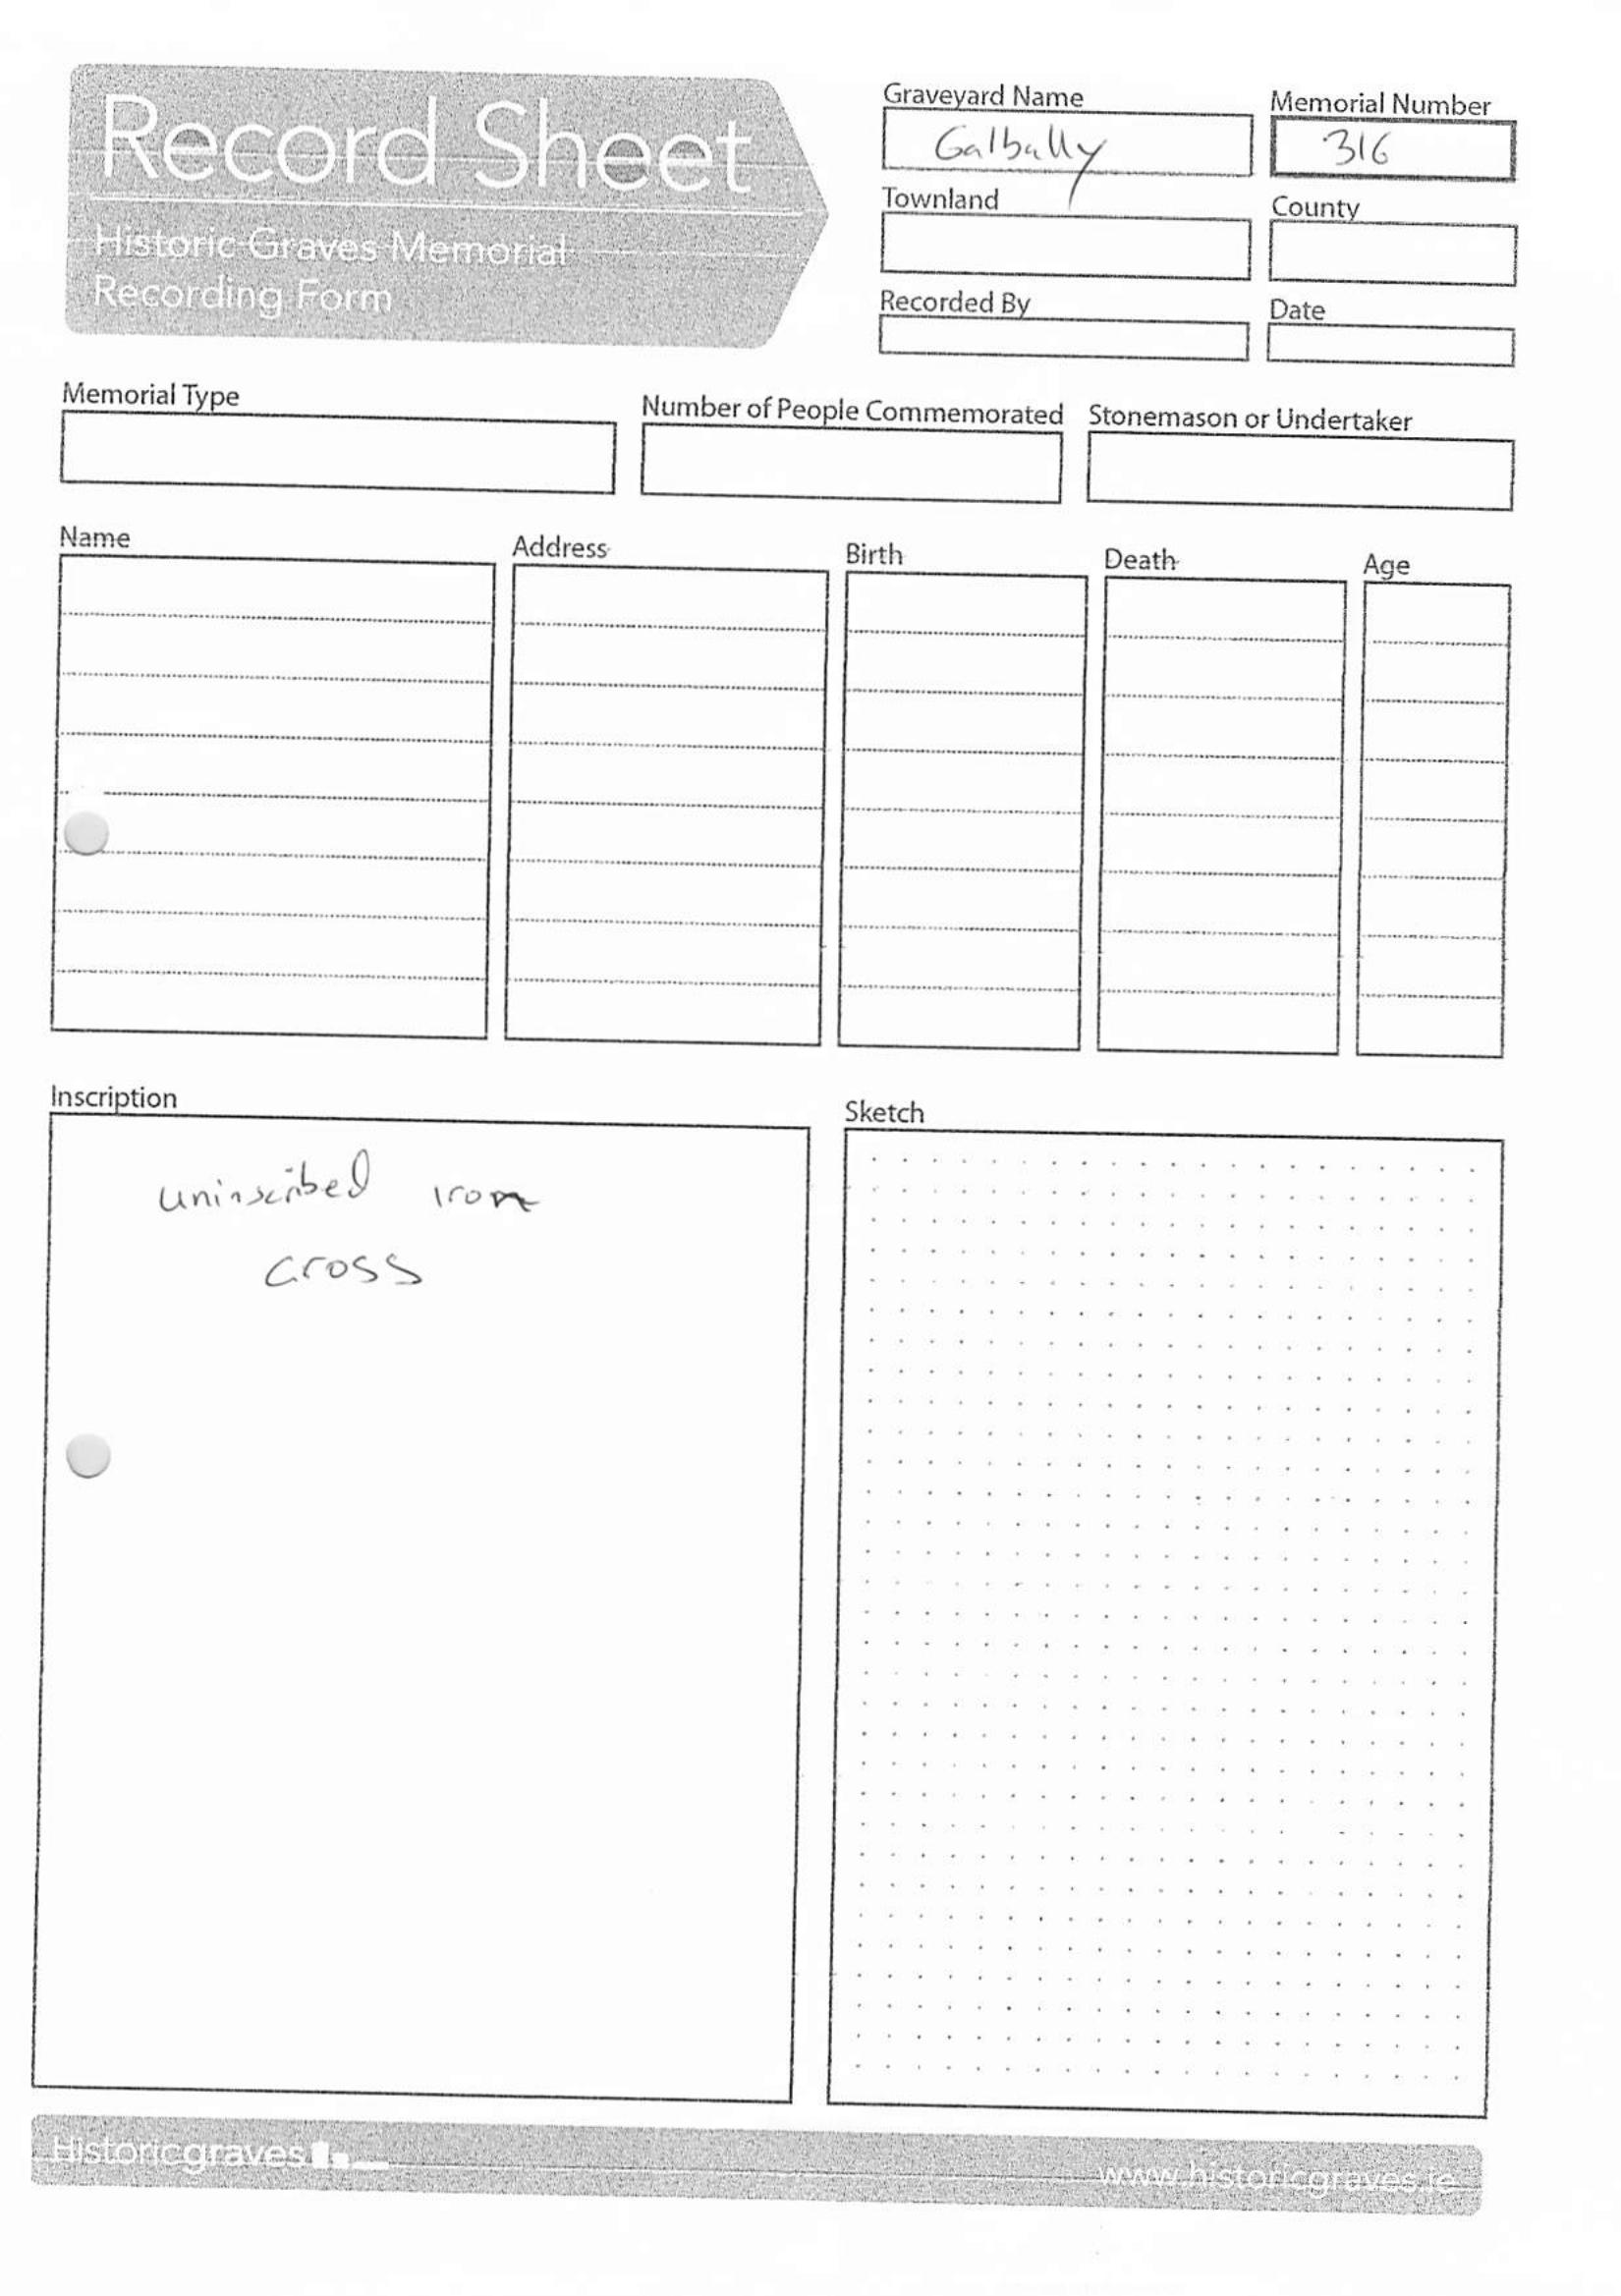 Record Sheet
Historic Graves Memorial
Recording Form
Graveyard Name
Galbally
Memorial Number
316
Townland
County
Recorded By
Date
Memorial Type
Number of People Commemorated
Stonemason or Undertaker
Name
Address
Birth
Death
Age
Inscription
uninscribed iron
cross
Sketch
Historicgraves
www.historicgraves.ie